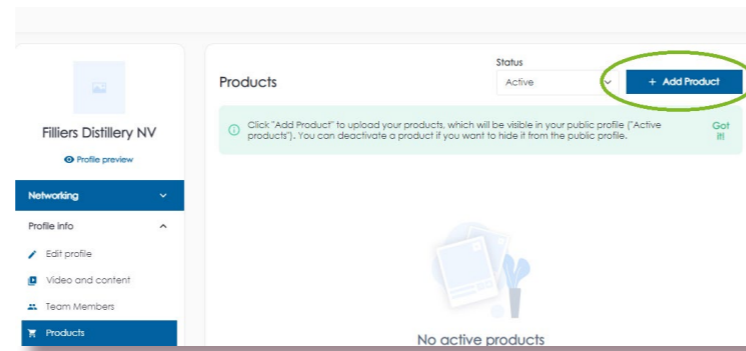 Filliers Distillery NV
Profile preview
Networking
Profile info
Edit profile
Video and content
Team Members
Products
Products
Status
Active
+ Add Product
Click "Add Product" to upload your products, which will be visible in your public profile ("Active
products"). You can deactivate a product if you want to hide it from the public profile.
Got
it!
No active products